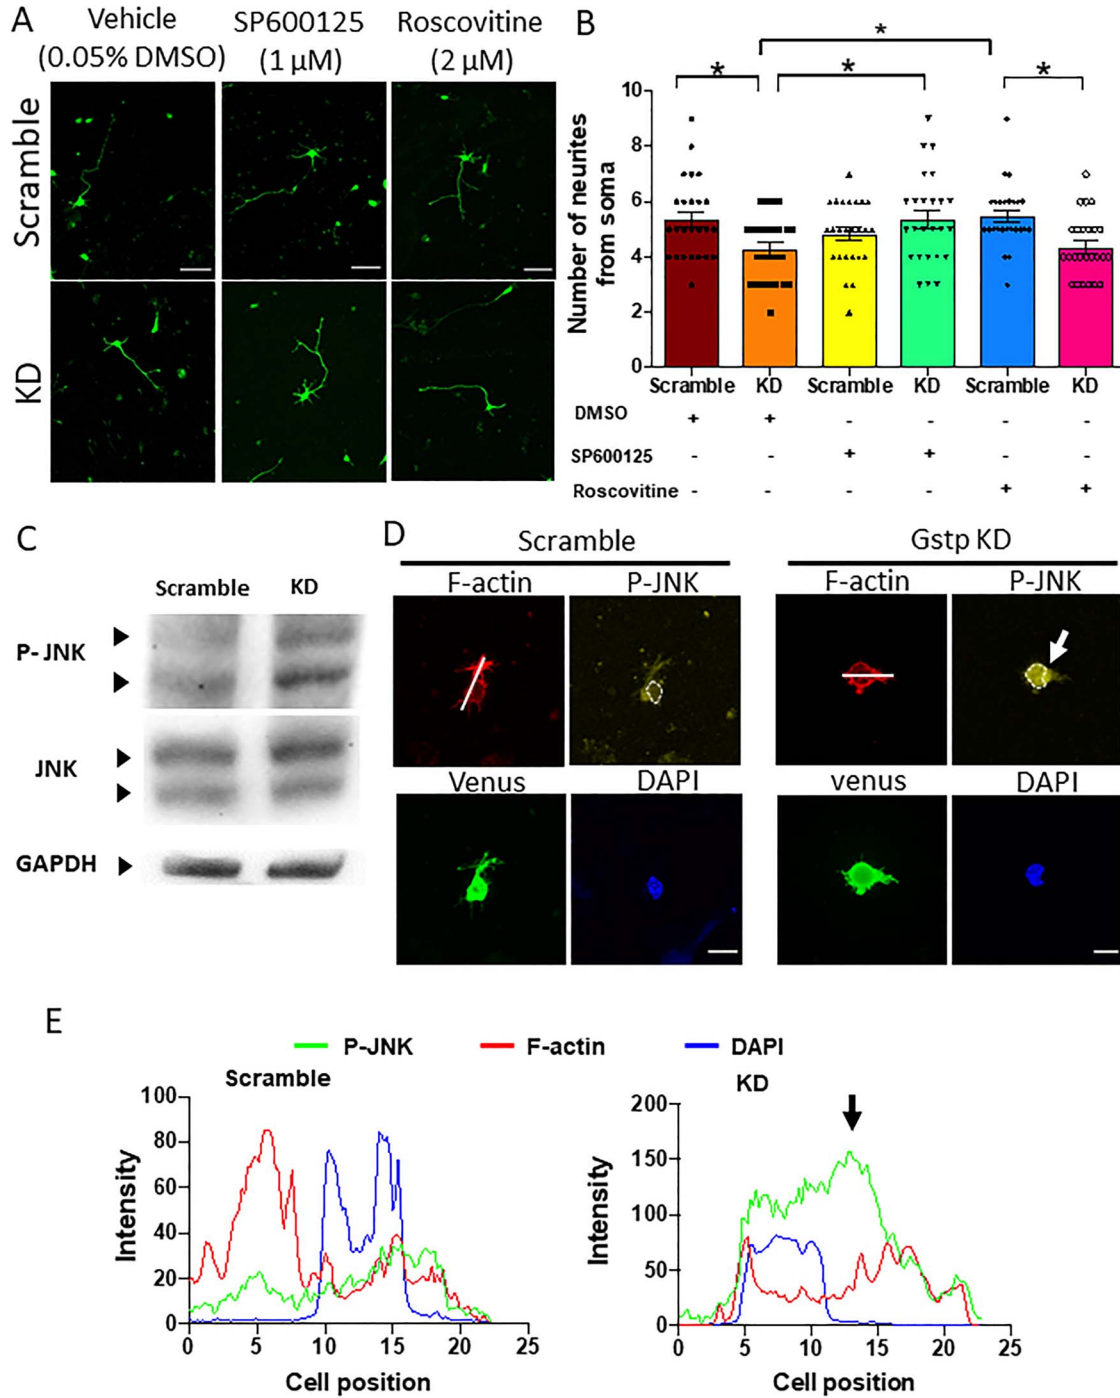 A
Vehicle
(0.05% DMSO)
SP600125
(1 µM)
Roscovitine
(2 µM)
Scramble
KD
B
*
*
*
*
Number of neurites
from soma
10
8
6
4
2
0
Scramble KD Scramble KD Scramble KD
DMSO + + - - - -
SP600125 - - + + - -
Roscovitine - - - - + +
C
Scramble KD
P-JNK
JNK
GAPDH
D
Scramble
Gstp KD
F-actin P-JNK
F-actin P-JNK
Venus DAPI
venus DAPI
E
P-JNK F-actin DAPI
Scramble
Intensity
100
80
60
40
20
0
0 5 10 15 20 25
Cell position
KD
Intensity
200
150
100
50
0
0 5 10 15 20 25
Cell position